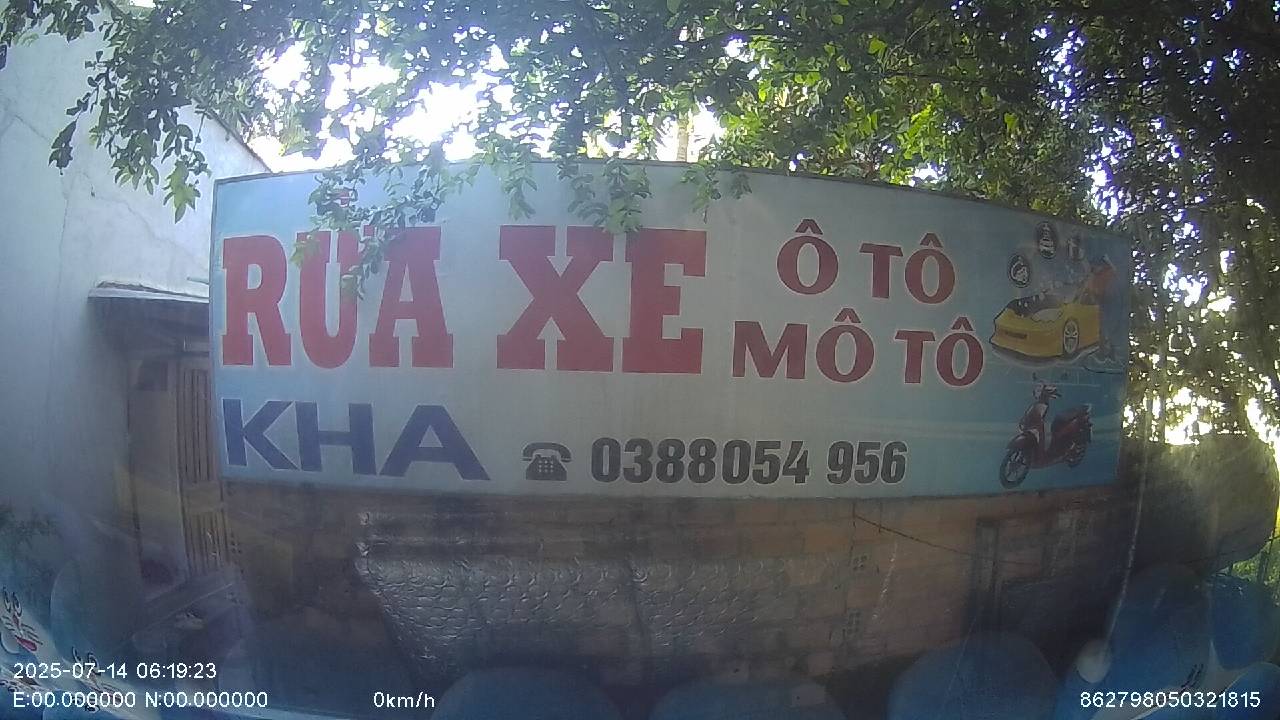 RỬA XE
Ô TÔ
MÔ TÔ
KHA
0388054 956
2025-07-14 06:19:23
E:00.000000 N:00.000000
0km/h
862798050321815